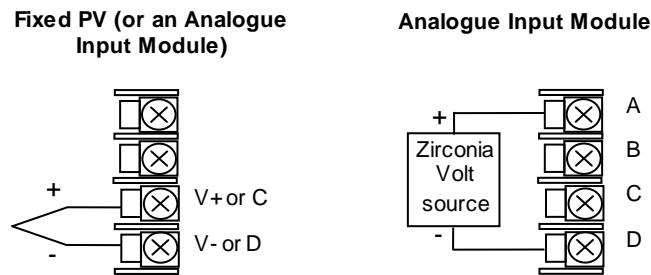 Fixed PV (or an Analogue
Input Module)
+
V+ or C
-
V- or D
Analogue Input Module
+
A
Zirconia
Volt
source
B
C
-
D